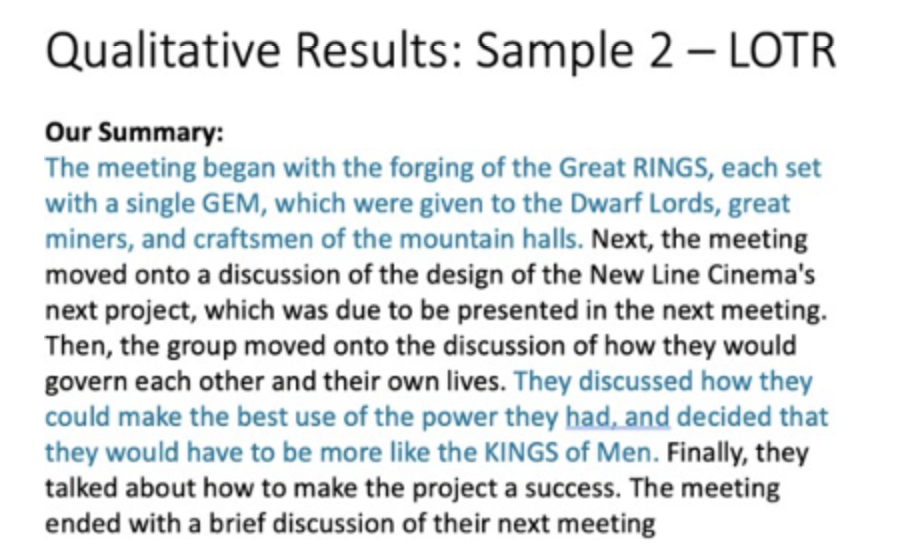 Qualitative Results: Sample 2 – LOTR
Our Summary:
The meeting began with the forging of the Great RINGS, each set
with a single GEM, which were given to the Dwarf Lords, great
miners, and craftsmen of the mountain halls. Next, the meeting
moved onto a discussion of the design of the New Line Cinema's
next project, which was due to be presented in the next meeting.
Then, the group moved onto the discussion of how they would
govern each other and their own lives. They discussed how they
could make the best use of the power they had, and decided that
they would have to be more like the KINGS of Men. Finally, they
talked about how to make the project a success. The meeting
ended with a brief discussion of their next meeting